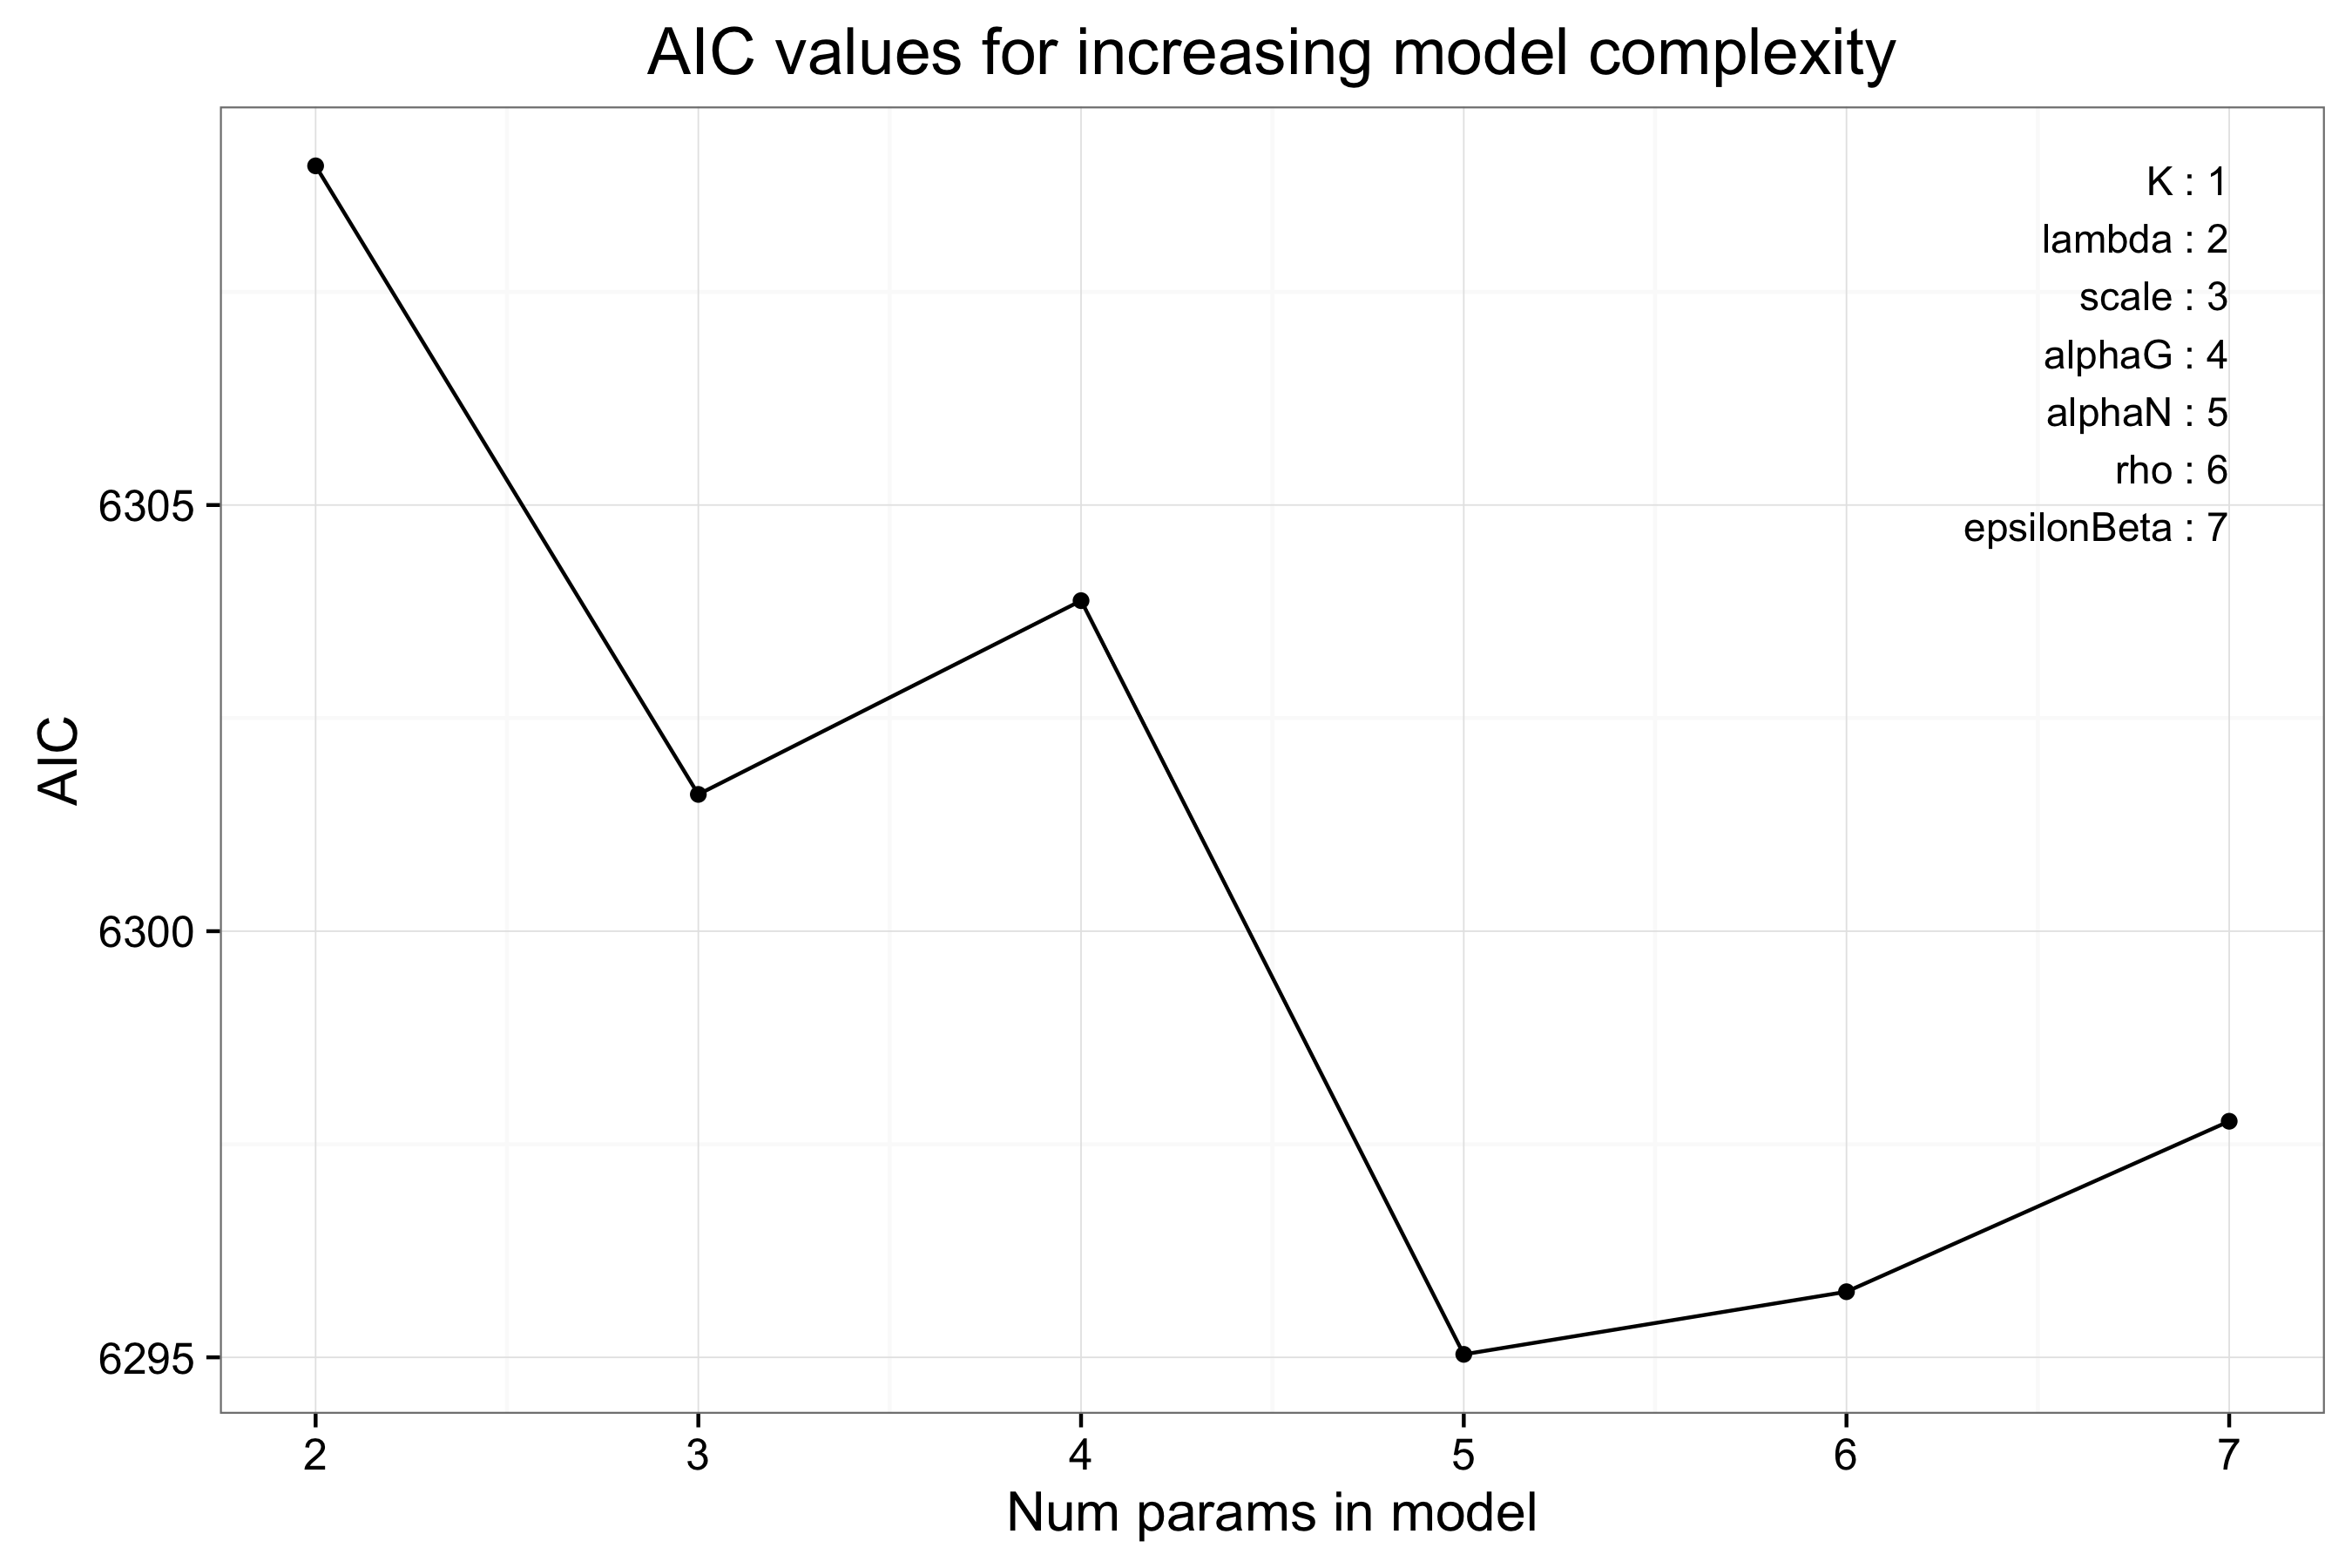 AIC values for increasing model complexity
K : 1
lambda : 2
scale : 3
alphaG : 4
alphaN : 5
rho : 6
epsilonBeta : 7
AIC
6305
6300
6295
2 3 4 5 6 7
Num params in model